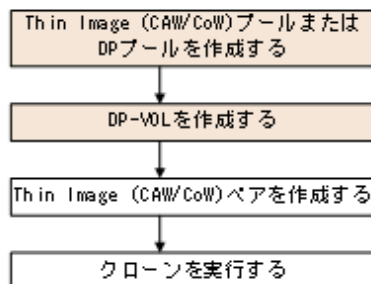 Thin Image (CAW/CoW)プールまたは
DPプールを作成する
DP-VOLを作成する
Thin Image (CAW/CoW)ペアを作成する
クローンを実行する